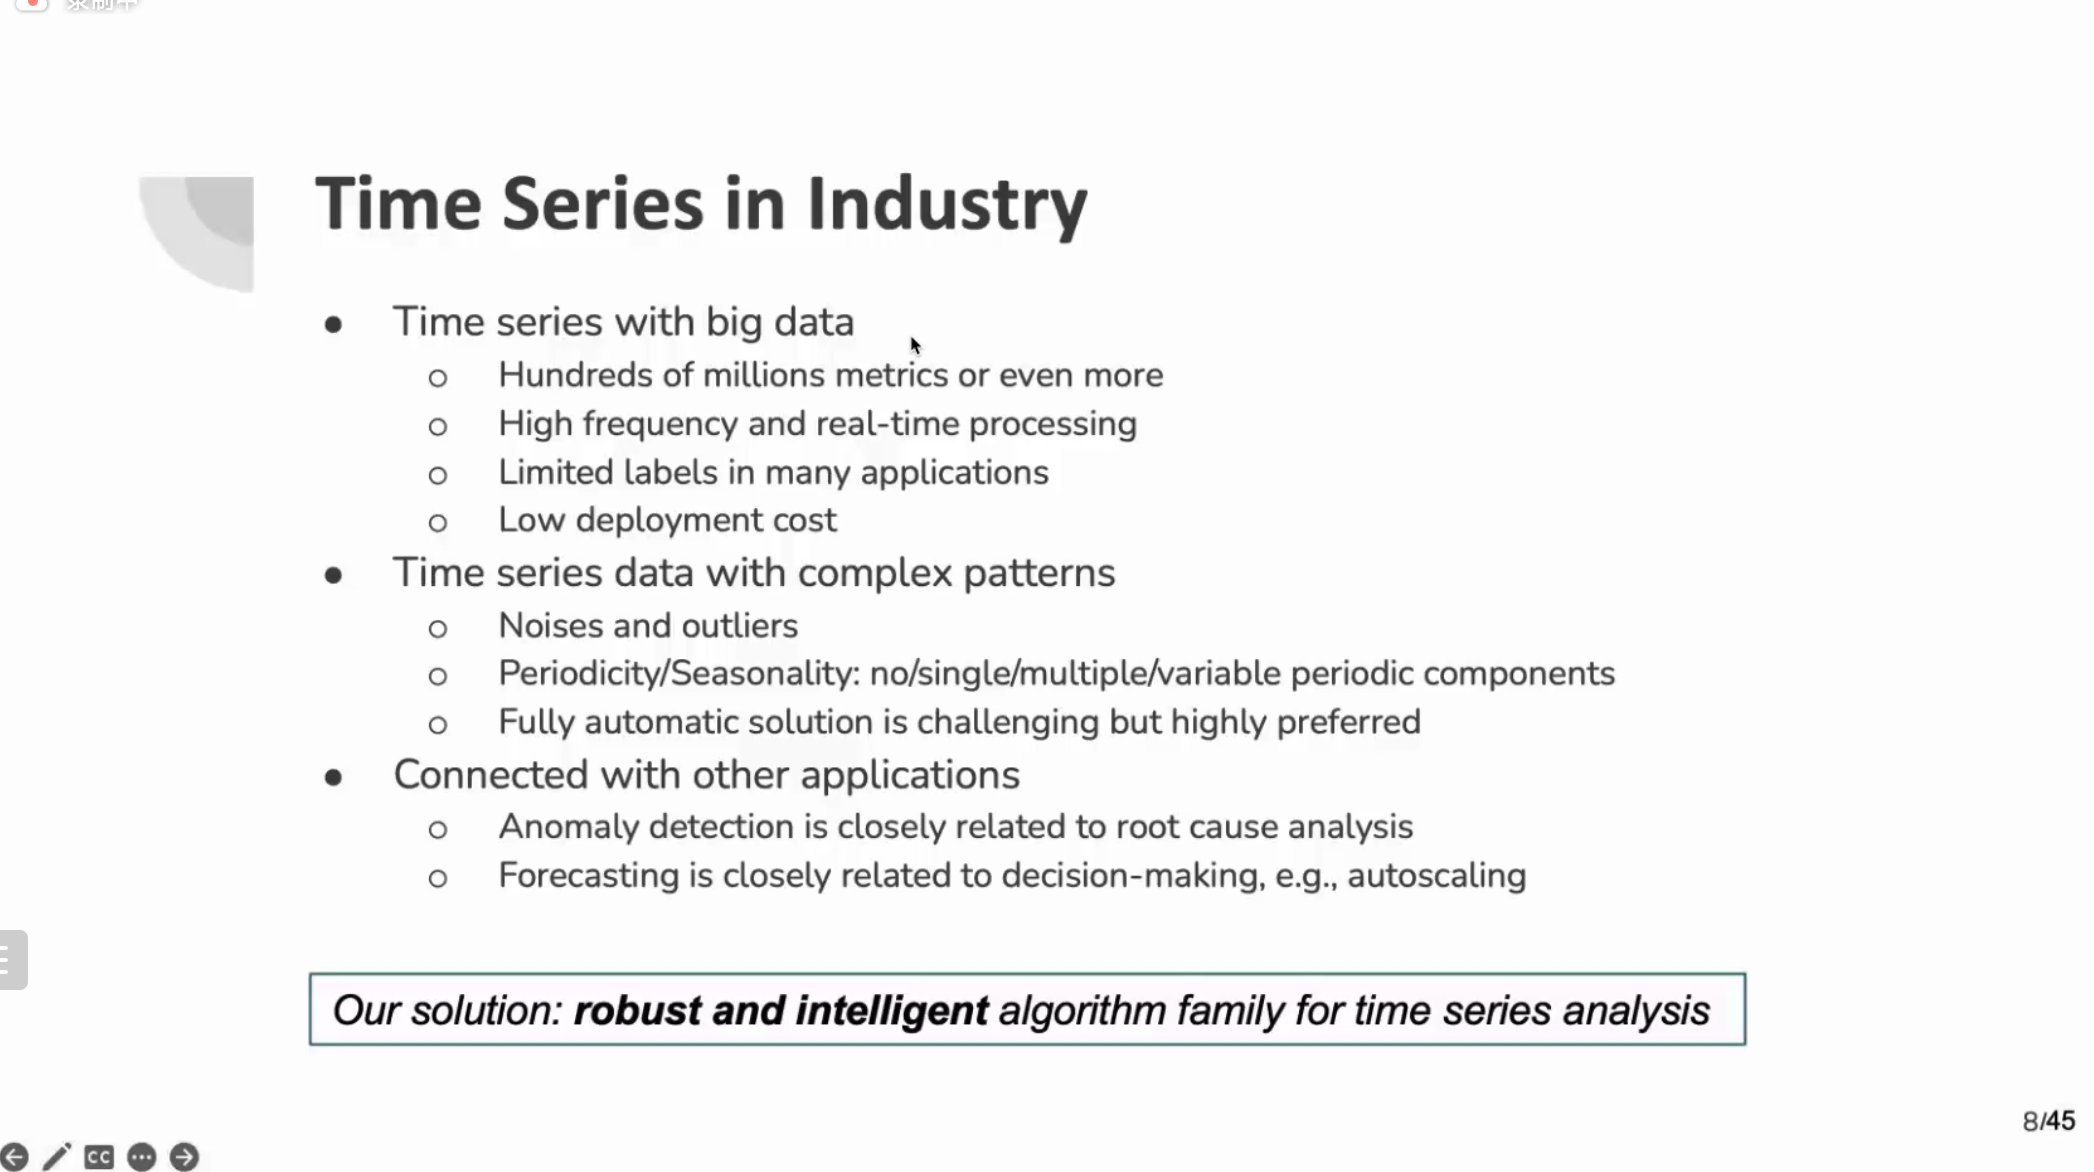 Time Series in Industry
● Time series with big data
○ Hundreds of millions metrics or even more
○ High frequency and real-time processing
○ Limited labels in many applications
○ Low deployment cost
● Time series data with complex patterns
○ Noises and outliers
○ Periodicity/Seasonality: no/single/multiple/variable periodic components
○ Fully automatic solution is challenging but highly preferred
● Connected with other applications
○ Anomaly detection is closely related to root cause analysis
○ Forecasting is closely related to decision-making, e.g., autoscaling
Our solution: robust and intelligent algorithm family for time series analysis
8/45
CC